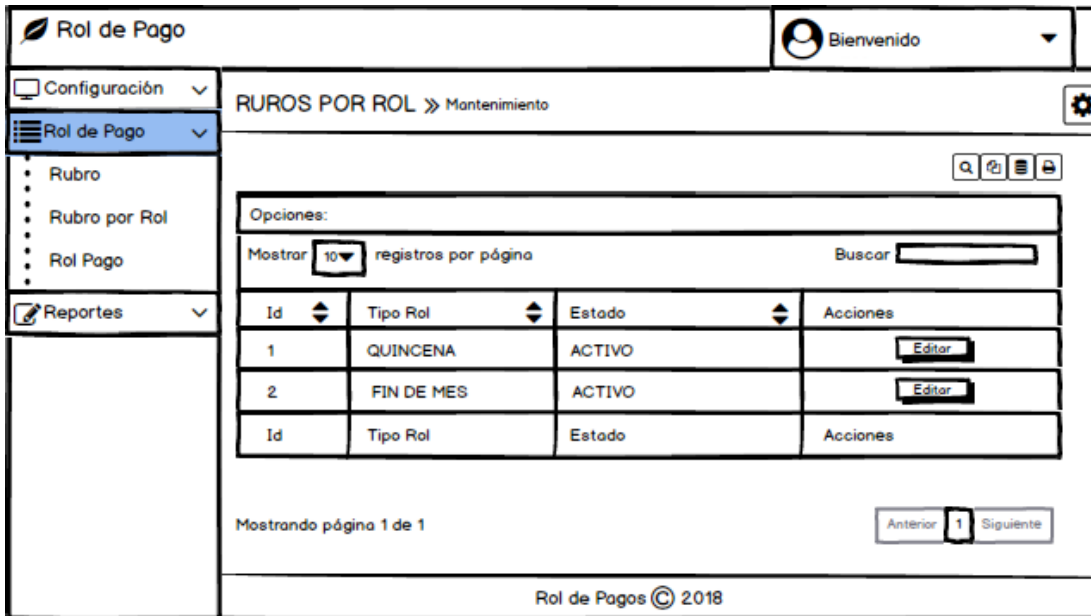 Rol de Pago
Bienvenido
Configuración
Rol de Pago
Rubro
Rubro por Rol
Rol Pago
Reportes
RUROS POR ROL » Mantenimiento
Opciones:
Mostrar 10 registros por página Buscar
Id Tipo Rol Estado Acciones
1 QUINCENA ACTIVO Editar
2 FIN DE MES ACTIVO Editar
Id Tipo Rol Estado Acciones
Mostrando página 1 de 1
Anterior 1 Siguiente
Rol de Pagos © 2018